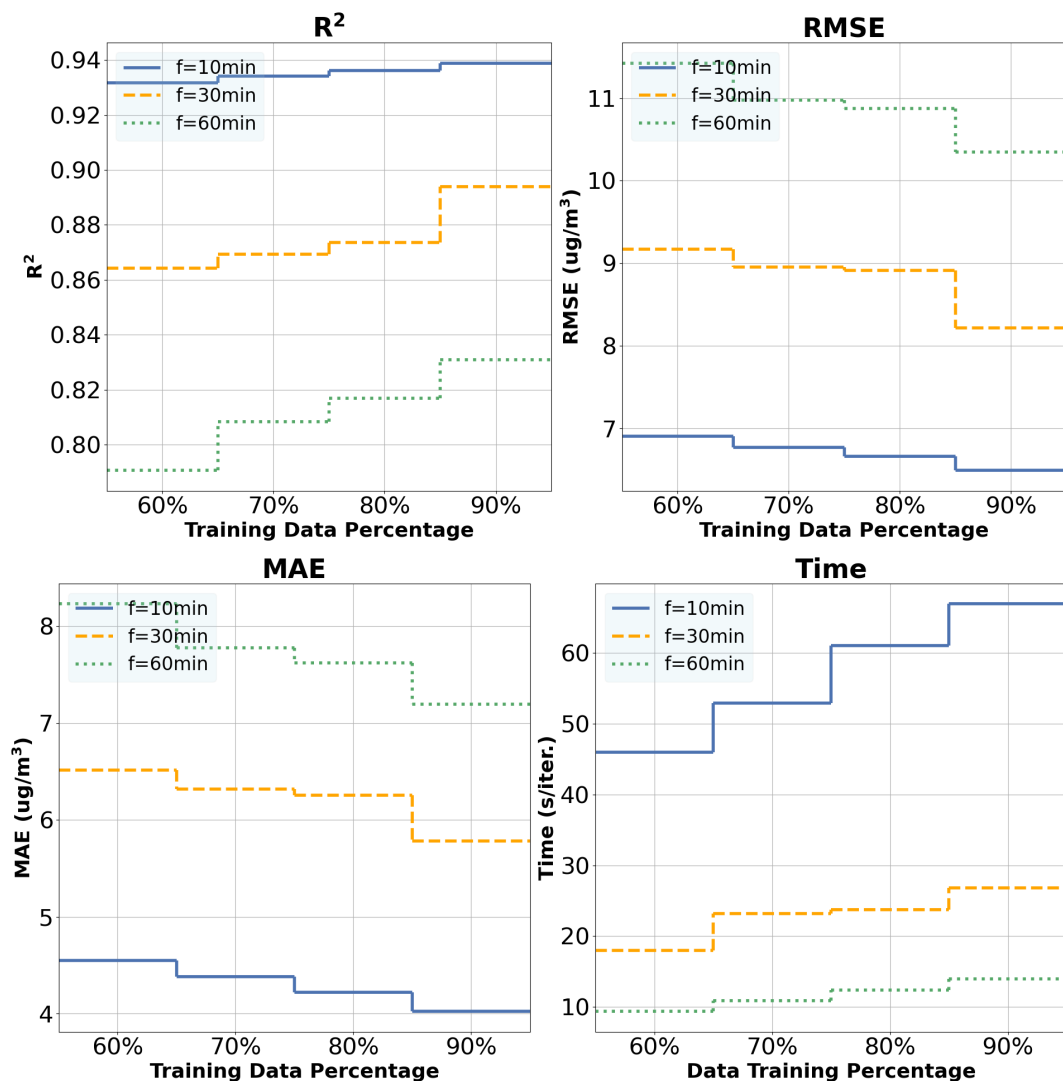 R²
0.94
0.92
0.90
0.88
0.86
0.84
0.82
0.80
R²
f=10min
f=30min
f=60min
60% 70% 80% 90%
Training Data Percentage
RMSE
11
10
9
8
7
RMSE (ug/m³)
f=10min
f=30min
f=60min
60% 70% 80% 90%
Training Data Percentage
MAE
8
7
6
5
4
MAE (ug/m³)
f=10min
f=30min
f=60min
60% 70% 80% 90%
Training Data Percentage
Time
60
50
40
30
20
10
Time (s/iter.)
f=10min
f=30min
f=60min
60% 70% 80% 90%
Data Training Percentage